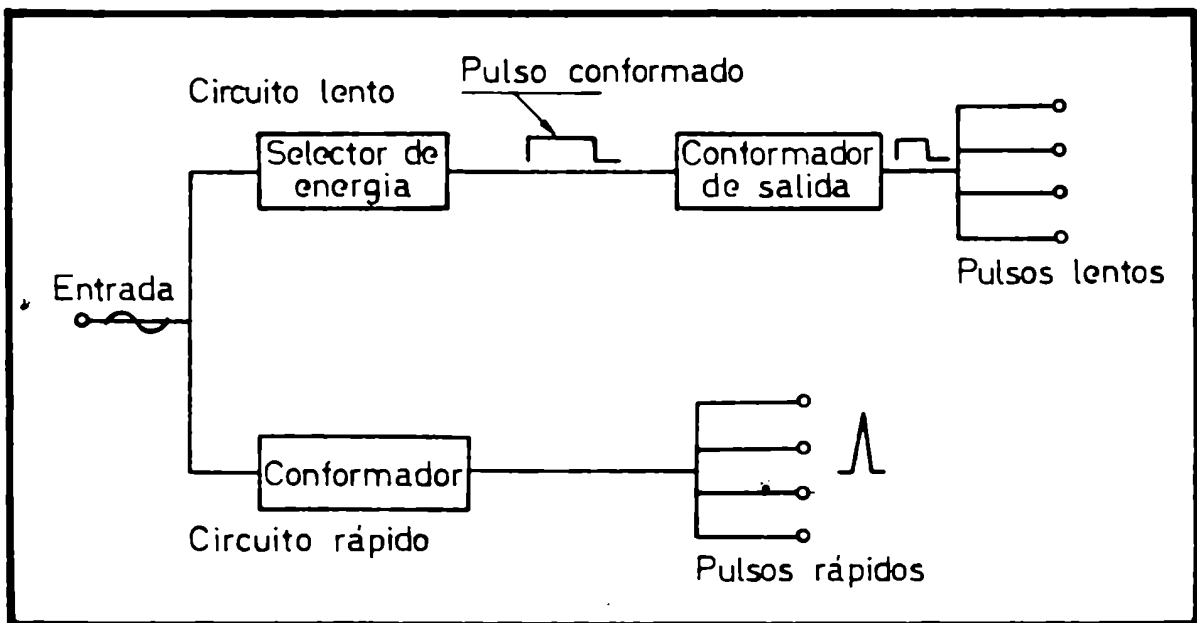 Pulso conformado
Circuito lento
Selector de
energia
Conformador
de salida
Pulsos lentos
Entrada
Conformador
Circuito rápido
Pulsos rápidos